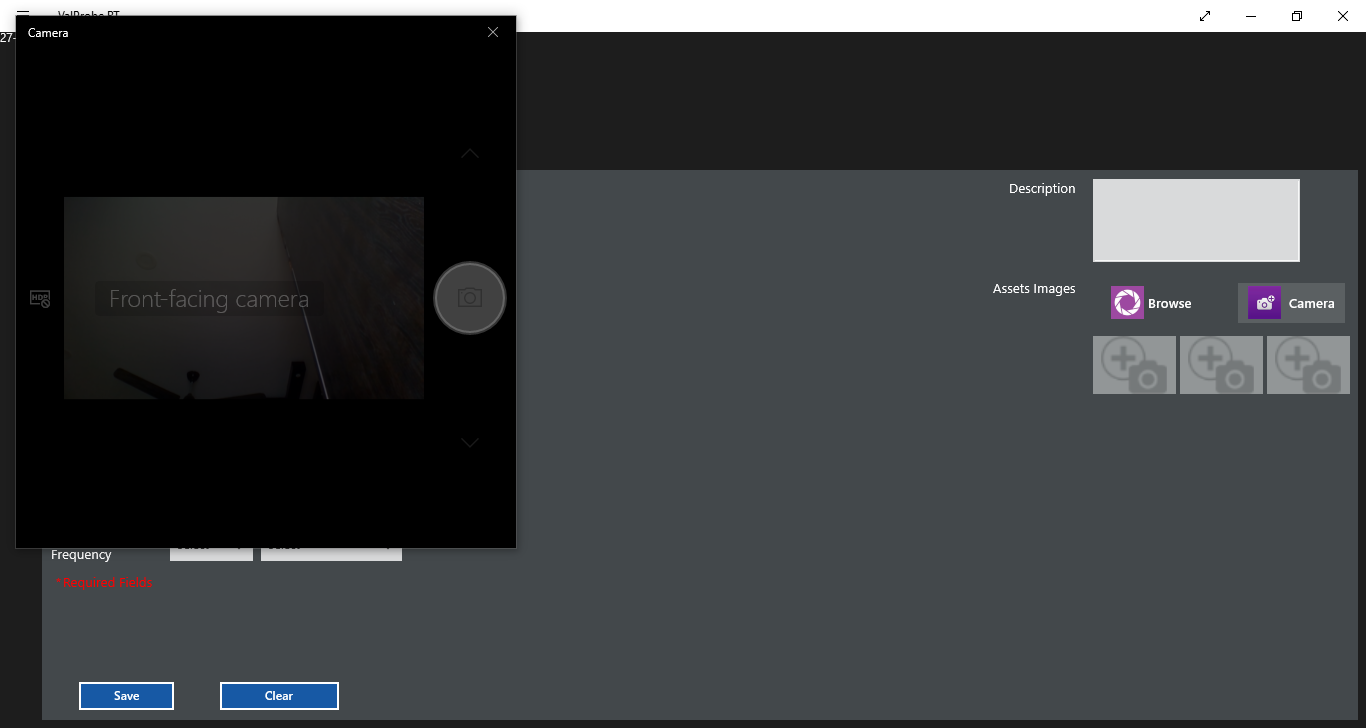 ValProbe RT
Camera
27-
HDR
Front-facing camera
Description
Assets Images
Browse
Camera
Frequency
Select
Select
*Required Fields
Save
Clear